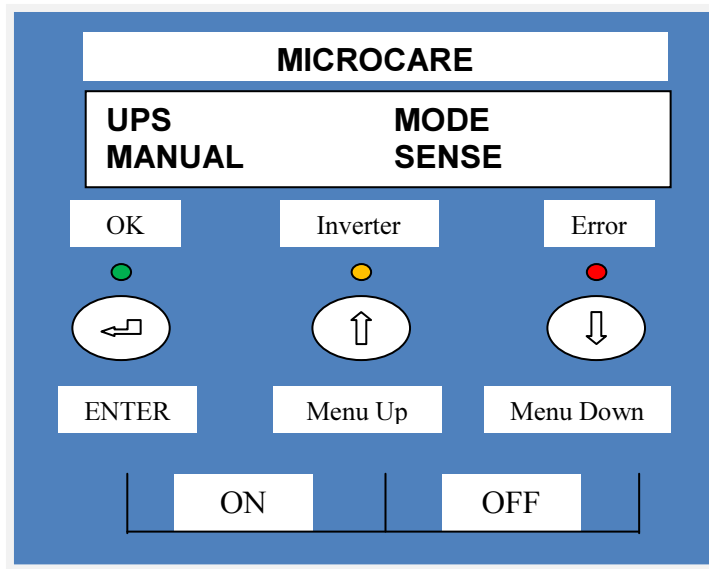 MICROCARE
UPS MODE
MANUAL SENSE
OK Inverter Error
ENTER Menu Up Menu Down
ON OFF